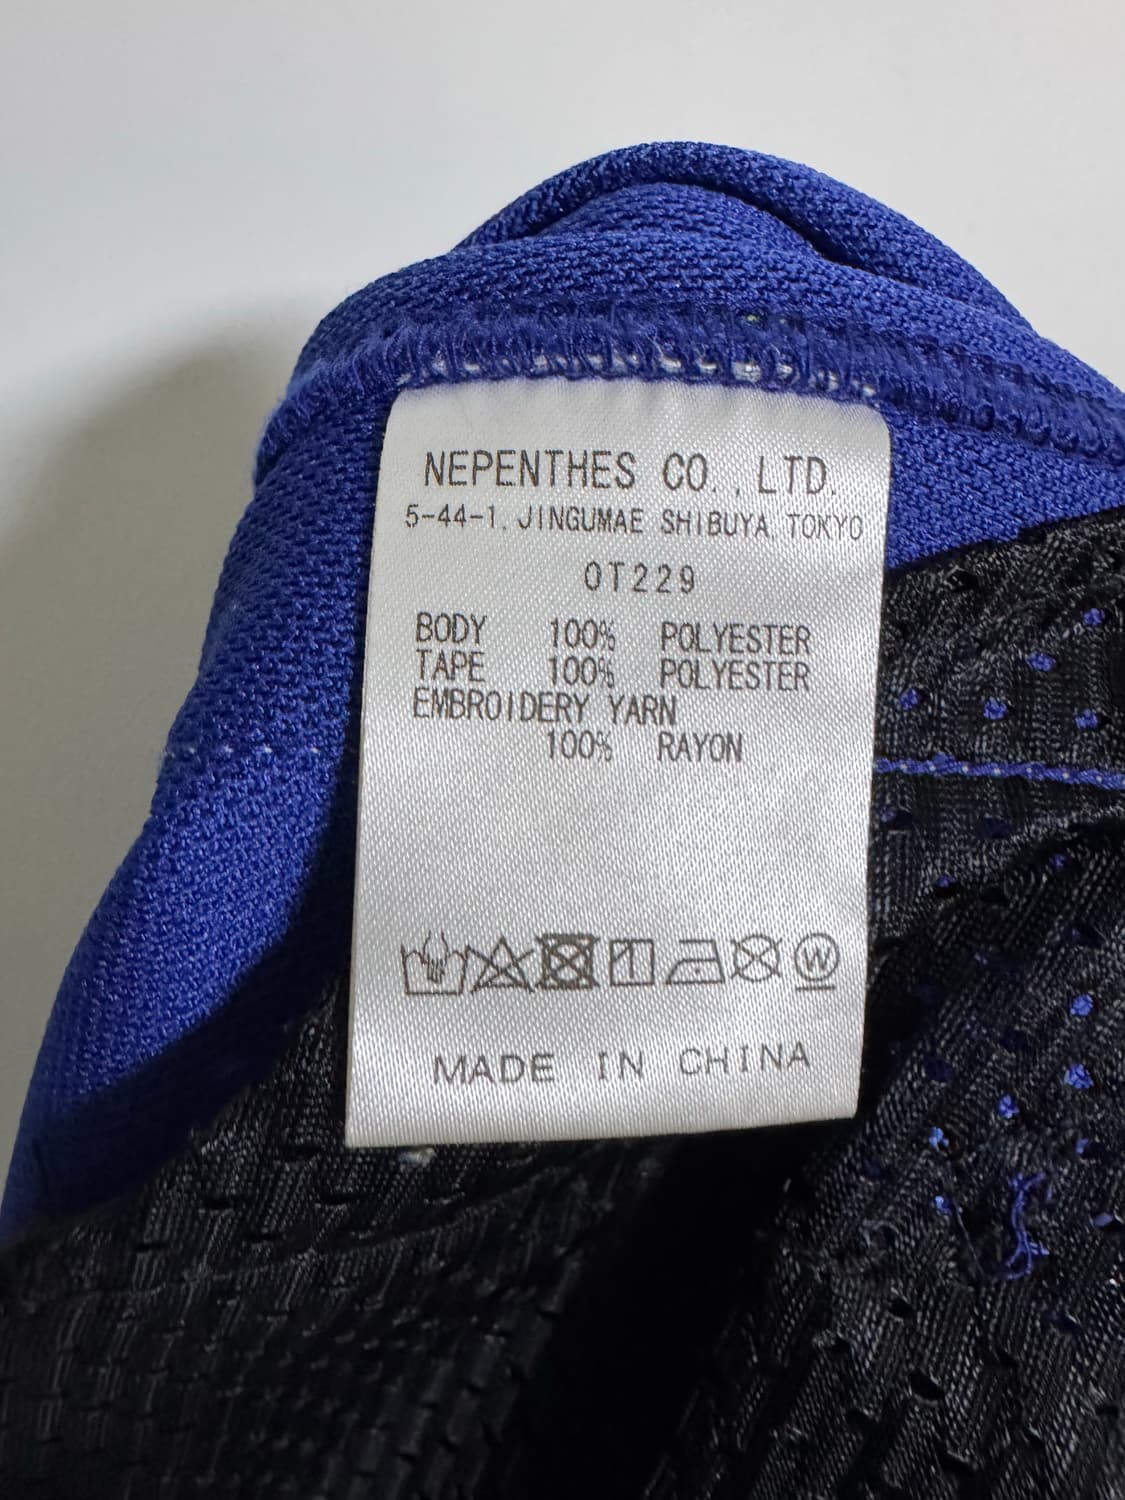 NEPENTHES CO., LTD.
5-44-1, JINGUMAE SHIBUYA, TOKYO
OT229
BODY 100% POLYESTER
TAPE 100% POLYESTER
EMBROIDERY YARN
100% RAYON
W
MADE IN CHINA